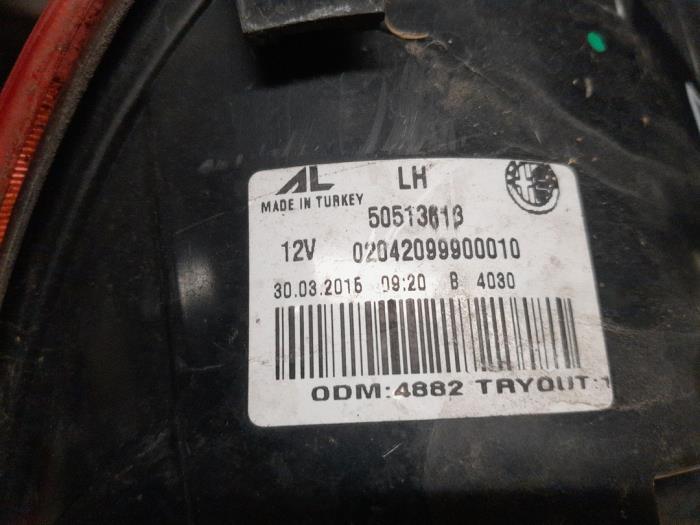 AL LH
MADE IN TURKEY
50513613
12V 02042099900010
30.03.2015 09:20 B 4030
ODM:4882 TRYOUT:1